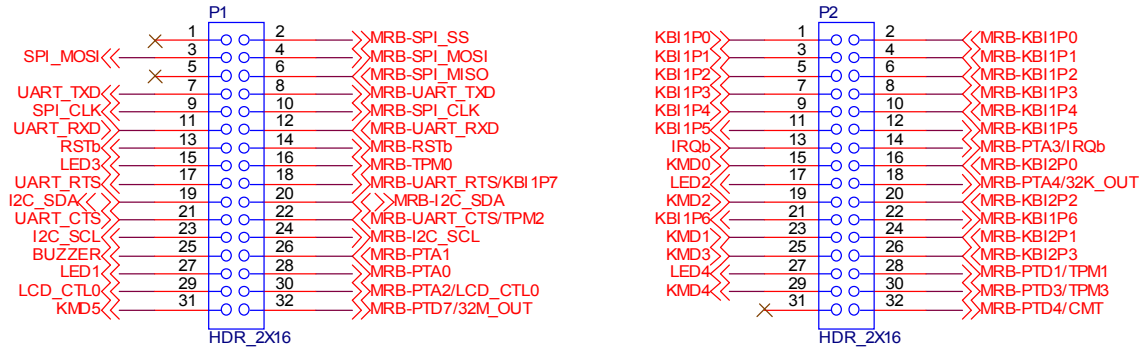 P1
1 2 MRB-SPI_SS
SPI_MOSI 3 4 MRB-SPI_MOSI
5 6 MRB-SPI_MISO
UART_TXD 7 8 MRB-UART_TXD
SPI_CLK 9 10 MRB-SPI_CLK
UART_RXD 11 12 MRB-UART_RXD
RSTb 13 14 MRB-RSTb
LED3 15 16 MRB-TPM0
UART_RTS 17 18 MRB-UART_RTS/KBI1P7
I2C_SDA 19 20 MRB-I2C_SDA
UART_CTS 21 22 MRB-UART_CTS/TPM2
I2C_SCL 23 24 MRB-I2C_SCL
BUZZER 25 26 MRB-PTA1
LED1 27 28 MRB-PTA0
LCD_CTL0 29 30 MRB-PTA2/LCD_CTL0
KMD5 31 32 MRB-PTD7/32M_OUT
HDR_2X16
P2
KBI1P0 1 2 MRB-KBI1P0
KBI1P1 3 4 MRB-KBI1P1
KBI1P2 5 6 MRB-KBI1P2
KBI1P3 7 8 MRB-KBI1P3
KBI1P4 9 10 MRB-KBI1P4
KBI1P5 11 12 MRB-KBI1P5
IRQb 13 14 MRB-PTA3/IRQb
KMD0 15 16 MRB-KBI2P0
LED2 17 18 MRB-PTA4/32K_OUT
KMD2 19 20 MRB-KBI2P2
KBI1P6 21 22 MRB-KBI1P6
KMD1 23 24 MRB-KBI2P1
KMD3 25 26 MRB-KBI2P3
LED4 27 28 MRB-PTD1/TPM1
KMD4 29 30 MRB-PTD3/TPM3
31 32 MRB-PTD4/CMT
HDR_2X16